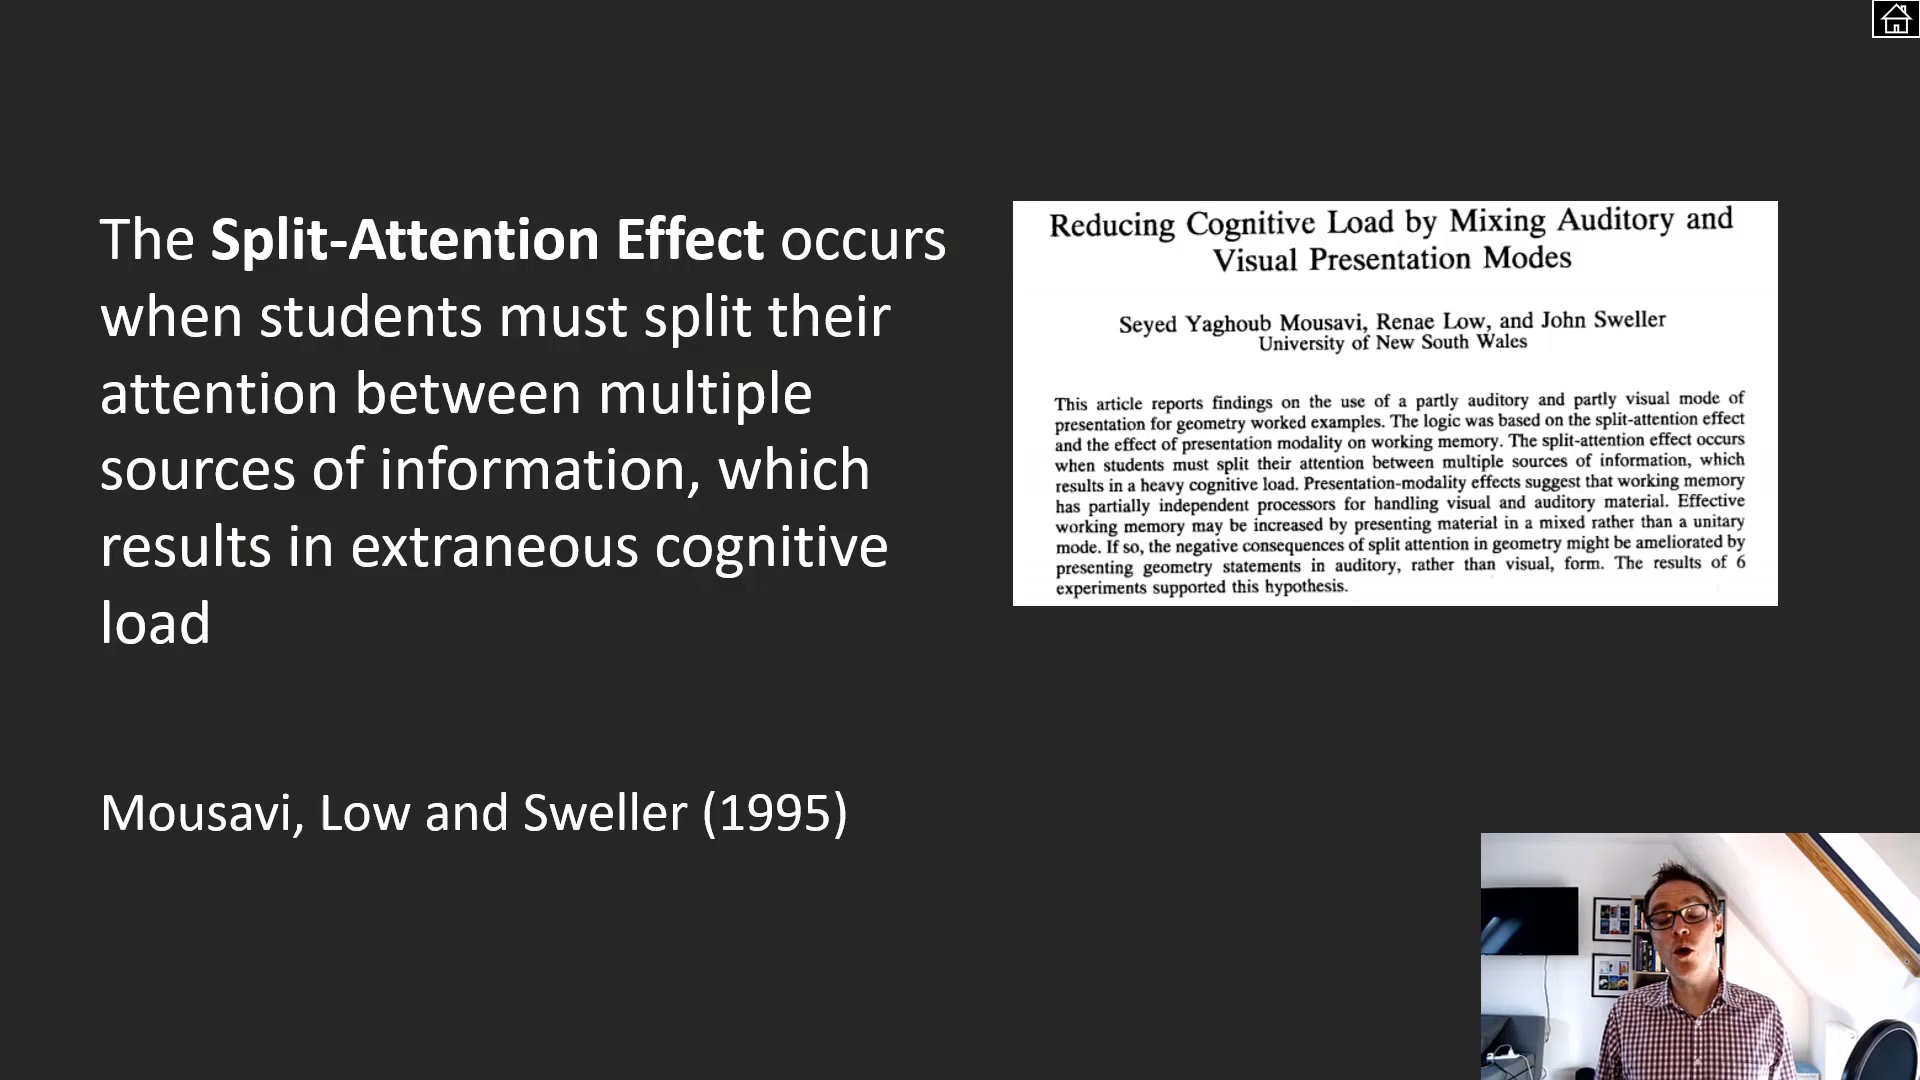 The Split-Attention Effect occurs
when students must split their
attention between multiple
sources of information, which
results in extraneous cognitive
load
Mousavi, Low and Sweller (1995)
Reducing Cognitive Load by Mixing Auditory and
Visual Presentation Modes
Seyed Yaghoub Mousavi, Renae Low, and John Sweller
University of New South Wales
This article reports findings on the use of a partly auditory and partly visual mode of
presentation for geometry worked examples. The logic was based on the split-attention effect
and the effect of presentation modality on working memory. The split-attention effect occurs
when students must split their attention between multiple sources of information, which
results in a heavy cognitive load. Presentation-modality effects suggest that working memory
has partially independent processors for handling visual and auditory material. Effective
working memory may be increased by presenting material in a mixed rather than a unitary
mode. If so, the negative consequences of split attention in geometry might be ameliorated by
presenting geometry statements in auditory, rather than visual, form. The results of 6
experiments supported this hypothesis.